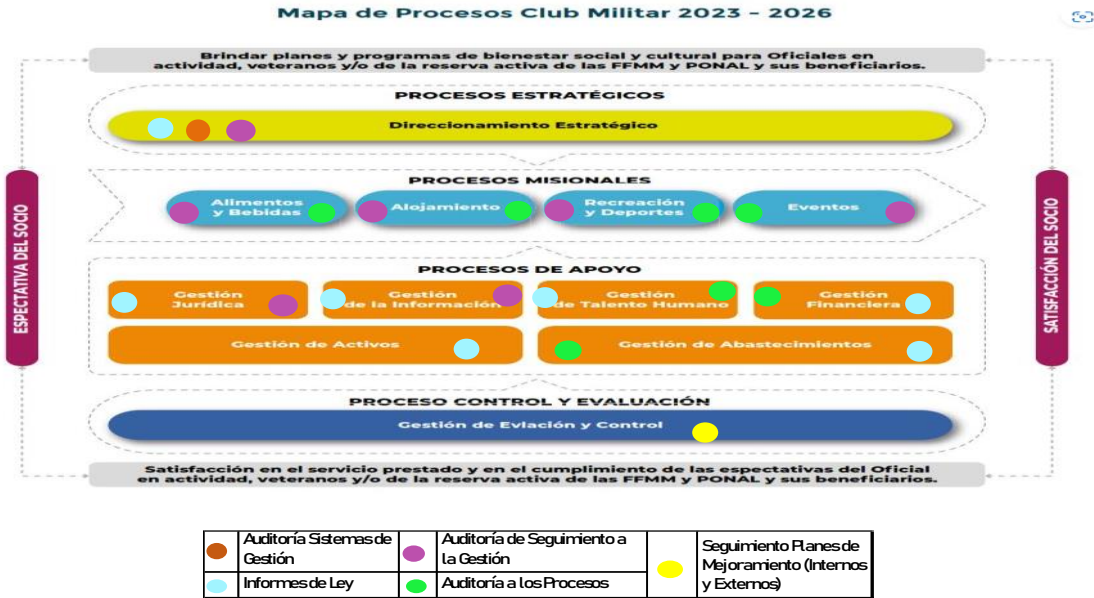 Mapa de Procesos Club Militar 2023 - 2026
Brindar planes y programas de bienestar social y cultural para Oficiales en
actividad, veteranos y/o de la reserva activa de las FFMM y PONAL y sus beneficiarios.
PROCESOS ESTRATÉGICOS
Direccionamiento Estratégico
PROCESOS MISIONALES
Alimentos
y Bebidas
Alojamiento
Recreación
y Deportes
Eventos
ESPECTATIVA DEL SOCIO
SATISFACCIÓN DEL SOCIO
PROCESOS DE APOYO
Gestión
Jurídica
Gestión
de la Información
Gestión
de Talento Humano
Gestión
Financiera
Gestión de Activos
Gestión de Abastecimientos
PROCESO CONTROL Y EVALUACIÓN
Gestión de Evlación y Control
Satisfacción en el servicio prestado y en el cumplimiento de las espectativas del Oficial
en actividad, veteranos y/o de la reserva activa de las FFMM y PONAL y sus beneficiarios.
Auditoría Sistemas de
Gestión
Auditoría de Seguimiento a
la Gestión
Seguimiento Planes de
Mejoramiento (Internos
y Externos)
Informes de Ley
Auditoría a los Procesos